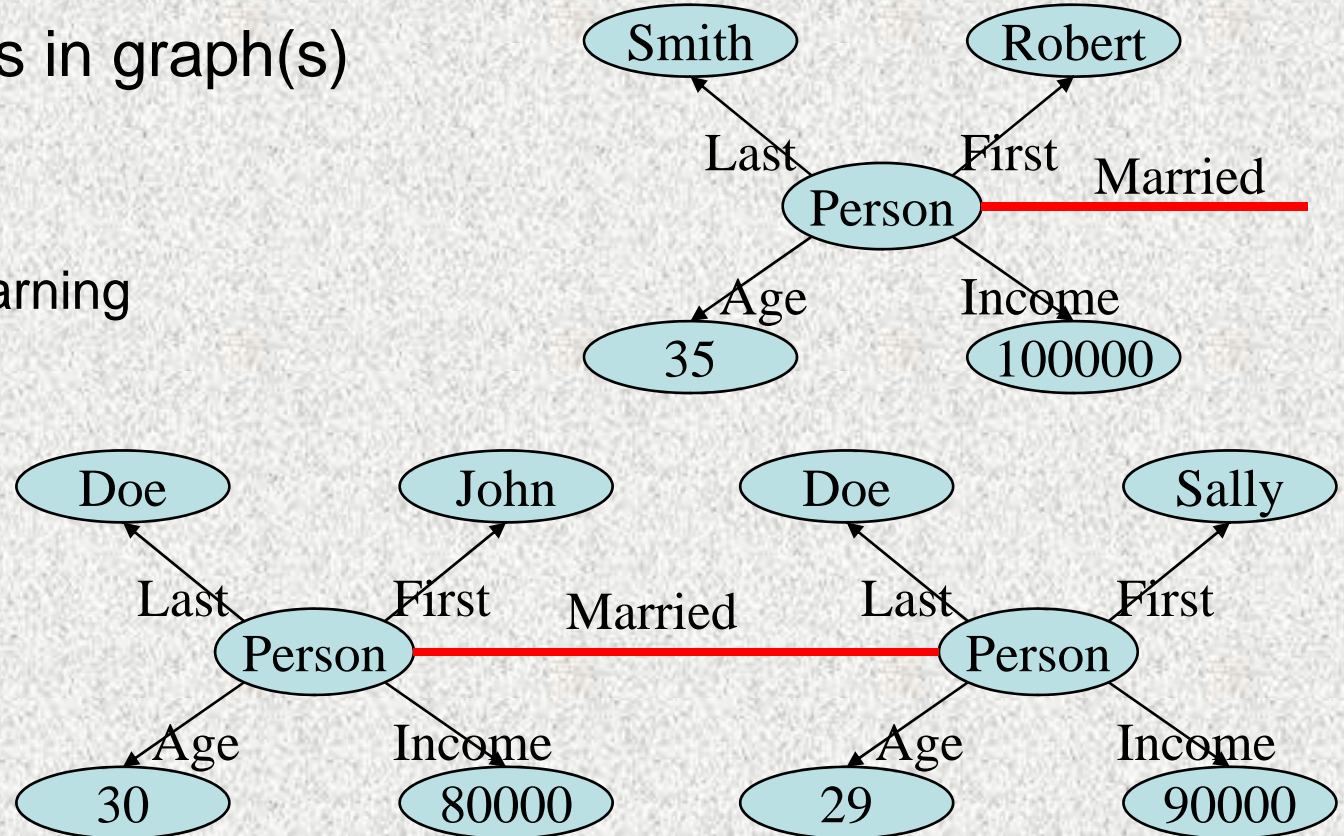 s in graph(s)
arning
Smith Robert
Last First Married
Person
Age Income
35 100000
Doe John Doe Sally
Last First Married Last First
Person Person
Age Income Age Income
30 80000 29 90000